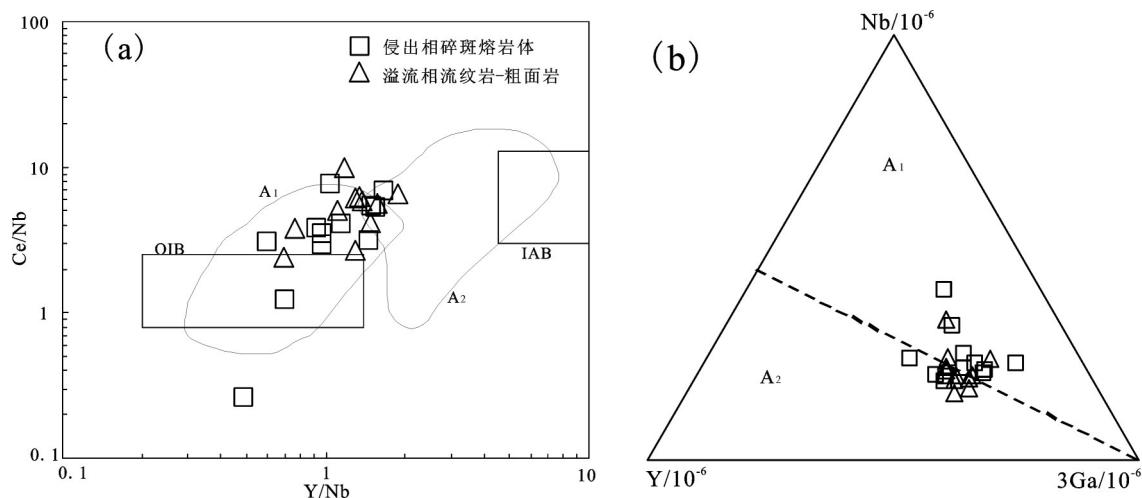 (a)
100
10
1
0.1
Ce/Nb
0.1
1
10
Y/Nb
侵出相碎斑熔岩体
溢流相流纹岩-粗面岩
A1
OIB
IAB
A2
(b)
Nb/10-6
A1
A2
Y/10-6
3Ga/10-6